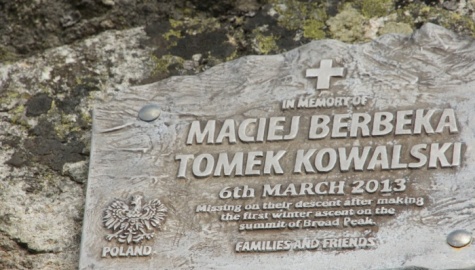 IN MEMORY OF
MACIEJ BERBEKA
TOMEK KOWALSKI
6TH MARCH 2013
Missing on their descent after making
the first winter ascent on the
summit of Broad Peak.
FAMILIES AND FRIENDS
POLAND